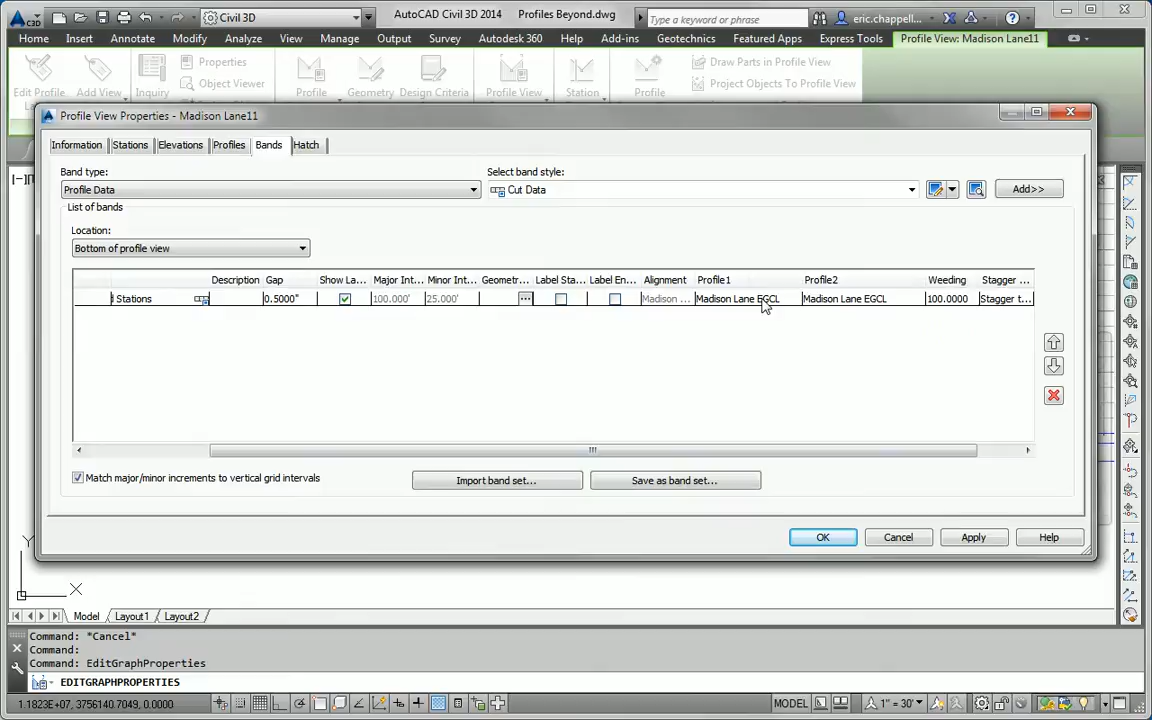 Civil 3D
AutoCAD Civil 3D 2014 Profiles Beyond.dwg
Type a keyword or phrase
eric.chappell...
C3D
Home Insert Annotate Modify Analyze View Manage Output Survey Autodesk 360 Help Add-ins Geotechnics Featured Apps Express Tools Profile View: Madison Lane11
Properties
Object Viewer
Draw Parts in Profile View
Project Objects To Profile View
Edit Profile Add View Inquiry Profile Geometry Design Criteria Profile View Station Profile
Profile View Properties - Madison Lane11
Information Stations Elevations Profiles Bands Hatch
Band type:
Select band style:
Profile Data
Cut Data
Add>>
List of bands
Location:
Bottom of profile view
Description Gap Show La... Major Int... Minor Int... Geometr... Label Sta... Label En... Alignment Profile1 Profile2 Weeding Stagger ...
Stations 0.5000" 100.000' 25.000' ... Madison ... Madison Lane EGCL Madison Lane EGCL 100.0000 Stagger t...
Match major/minor increments to vertical grid intervals
Import band set...
Save as band set...
OK Cancel Apply Help
Y
X
Model Layout1 Layout2
Command: *Cancel*
Command:
Command: EditGraphProperties
EDITGRAPHPROPERTIES
1.1823E+07, 3756140.7049, 0.0000
MODEL
1" = 30'